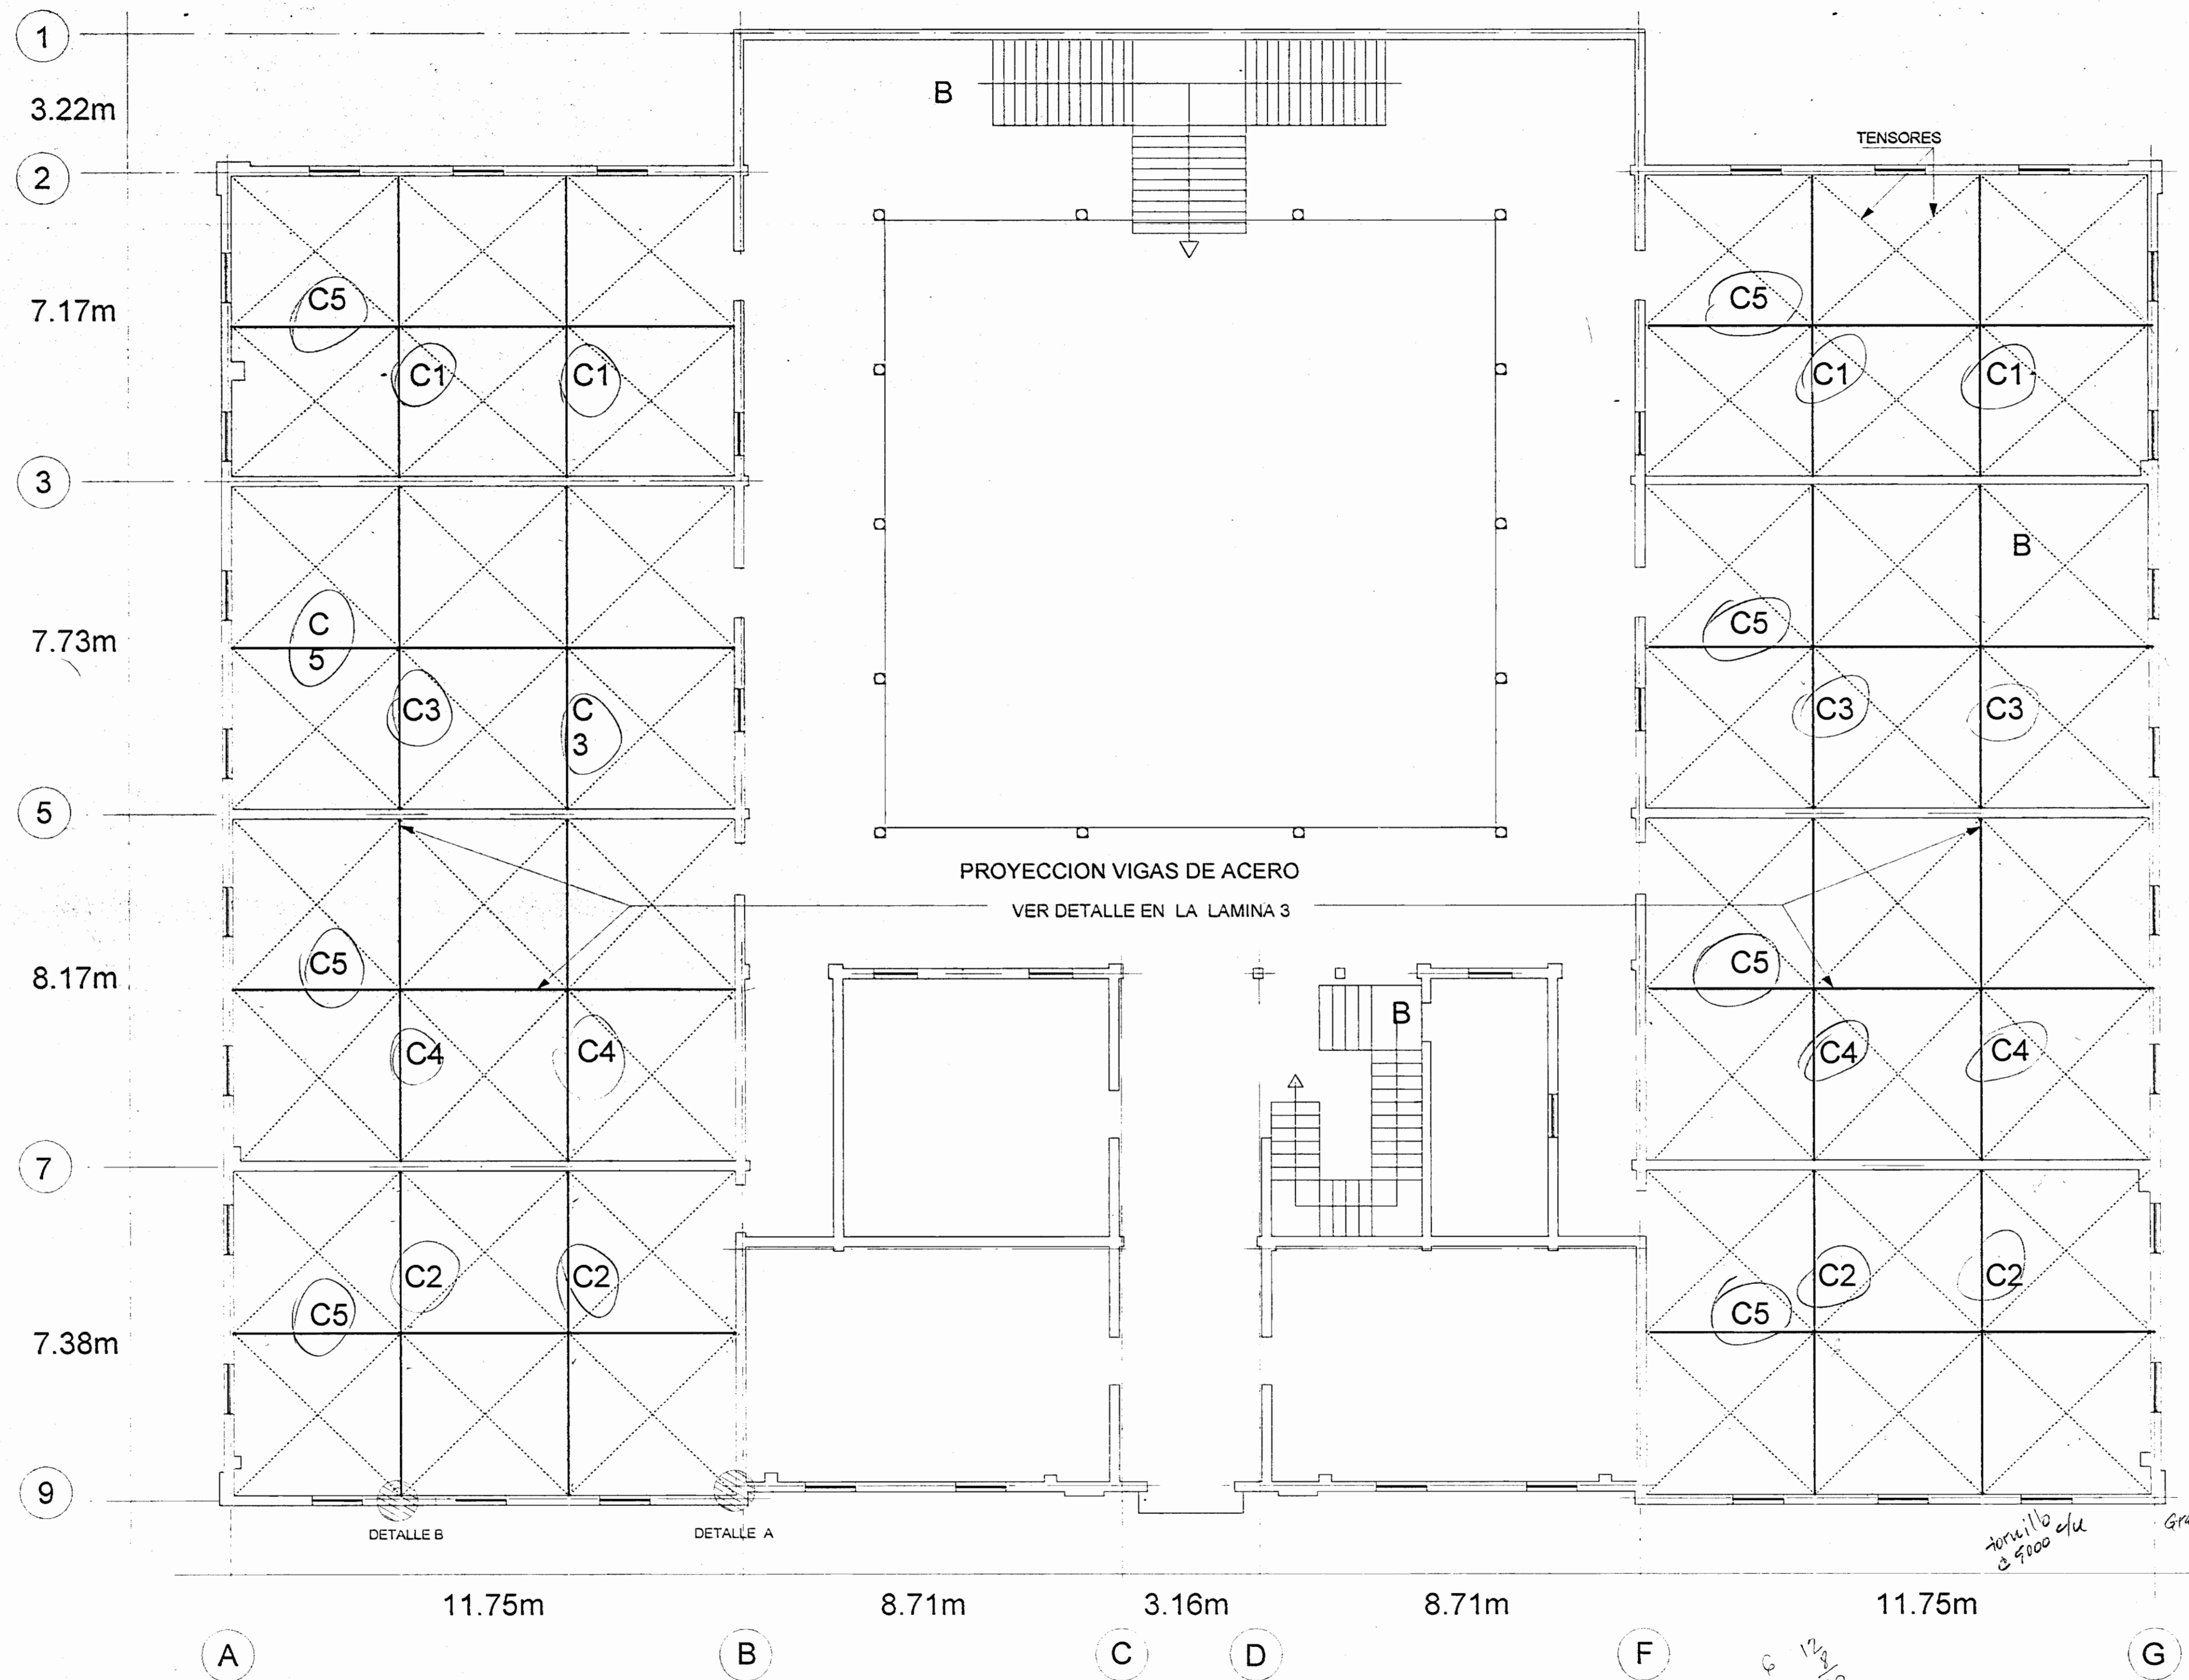 1
3.22m
B
TENSORES
2
C5
C5
7.17m
C1
C1
C1
C1
3
B
C
5
C5
7.73m
C3
C
3
C3
C3
5
PROYECCION VIGAS DE ACERO
VER DETALLE EN LA LAMINA 3
C5
C5
8.17m
B
C4
C4
C4
C4
7
C2
C2
C2
C2
C5
C5
7.38m
9
DETALLE B
DETALLE A
tornillo
¢ 5000 c/u
11.75m
8.71m
3.16m
8.71m
11.75m
A
B
C
D
F
G